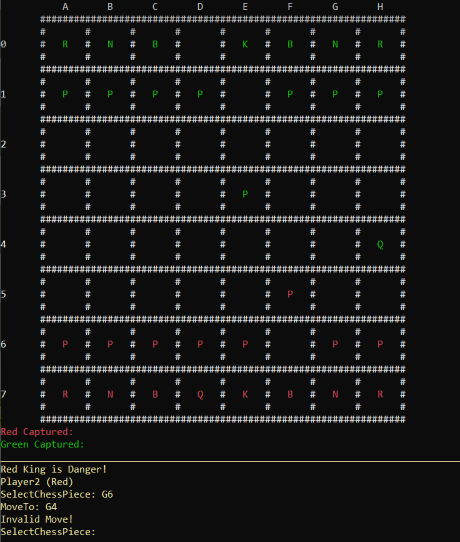 A B C D E F G H
0 R N B K B N R
1 P P P P P P P
2
3 P
4 Q
5 P
6 P P P P P P P
7 R N B Q K B N R
Red Captured:
Green Captured:
Red King is Danger!
Player2 (Red)
SelectChessPiece: G6
MoveTo: G4
Invalid Move!
SelectChessPiece: